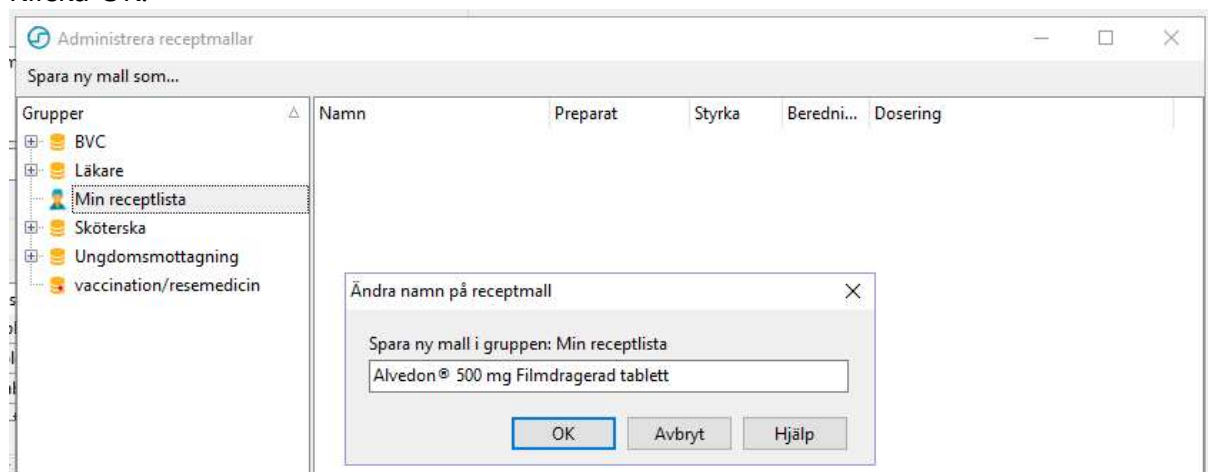 Klicka OK.
Administrera receptmallar
Spara ny mall som...
Grupper
Namn Preparat Styrka Beredni... Dosering
BVC
Läkare
Min receptlista
Sköterska
Ungdomsmottagning
vaccination/resemedicin
Ändra namn på receptmall
Spara ny mall i gruppen: Min receptlista
Alvedon® 500 mg Filmdragerad tablett
OK Avbryt Hjälp